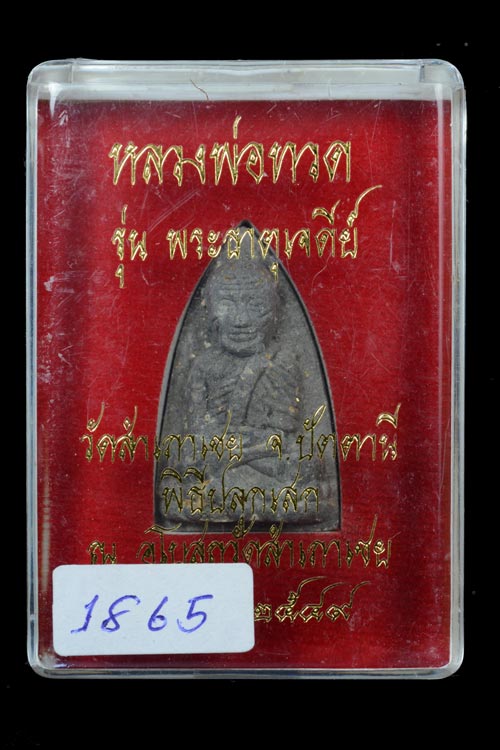 หลวงพ่อทวด
รุ่น พระธาตุเจดีย์
วัดสำเภาเชย จ.ปัตตานี
พิธีปลุกเสก
ณ อุโบสถวัดสำเภาเชย
๒๕๔๙
1865